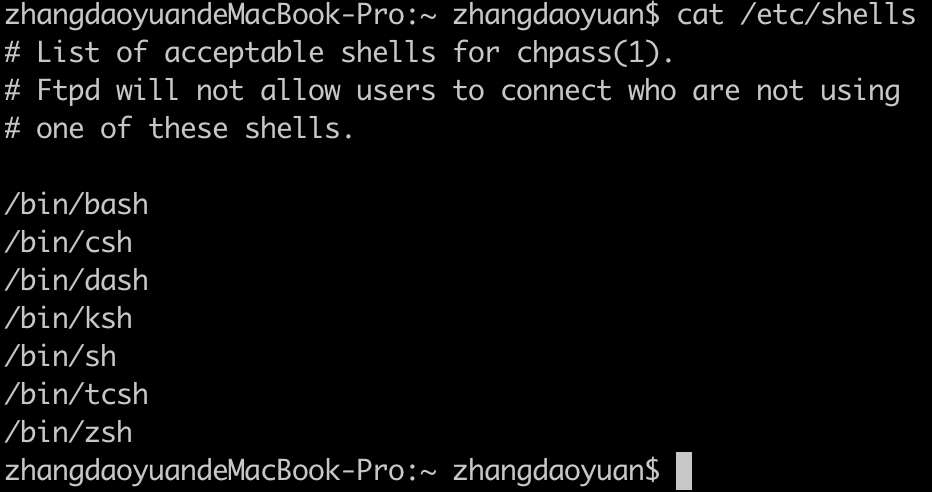 zhangdaoyuandeMacBook-Pro:~ zhangdaoyuan$ cat /etc/shells
# List of acceptable shells for chpass(1).
# Ftpd will not allow users to connect who are not using
# one of these shells.

/bin/bash
/bin/csh
/bin/dash
/bin/ksh
/bin/sh
/bin/tcsh
/bin/zsh
zhangdaoyuandeMacBook-Pro:~ zhangdaoyuan$